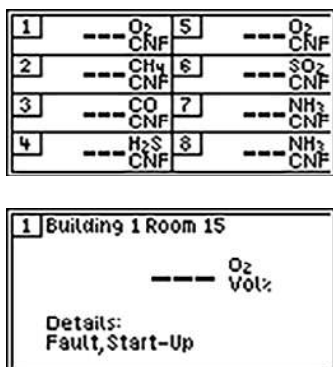 1 --- O₂ CNF 5 --- O₂ CNF
2 --- CH₄ CNF 6 --- SO₂ CNF
3 --- CO CNF 7 --- NH₃ CNF
4 --- H₂S CNF 8 --- NH₃ CNF
1 Building 1 Room 15
--- O₂
Vol%
Details:
Fault,Start-Up